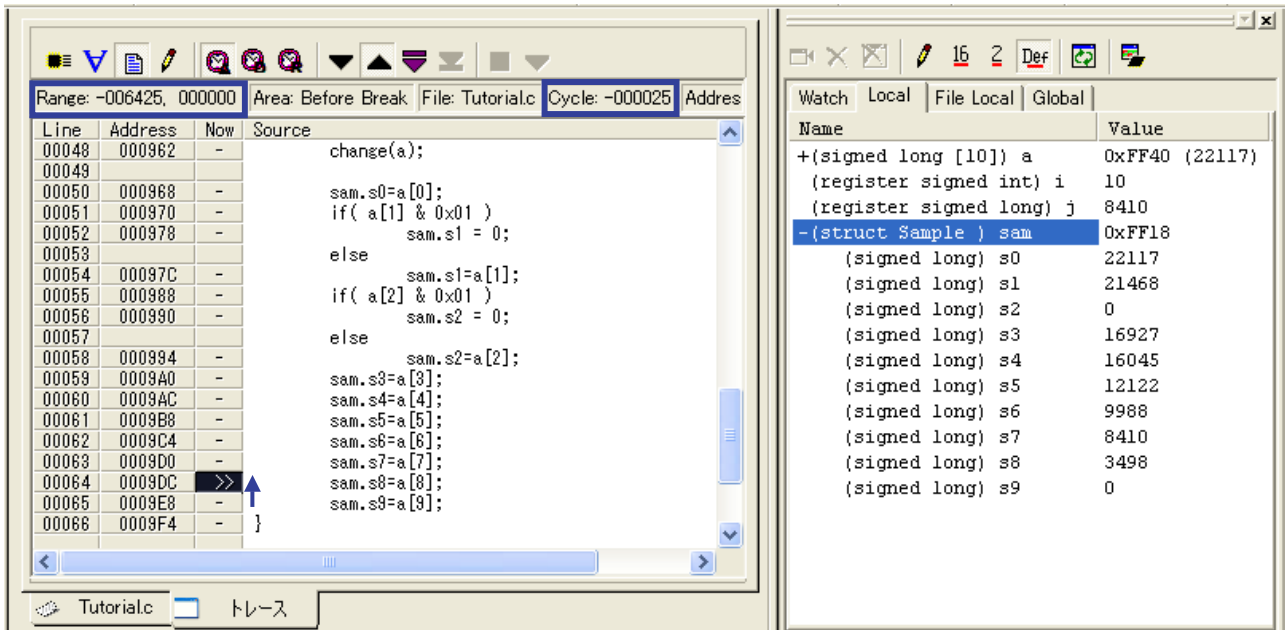 Range: -006425, 000000 Area: Before Break File: Tutorial.c Cycle: -000025 Addres
Line Address Now Source
00048 000962 - change(a);
00049
00050 000968 - sam.s0=a[0];
00051 000970 - if( a[1] & 0x01 )
00052 000978 - sam.s1 = 0;
00053 else
00054 00097C - sam.s1=a[1];
00055 000988 - if( a[2] & 0x01 )
00056 000990 - sam.s2 = 0;
00057 else
00058 000994 - sam.s2=a[2];
00059 0009A0 - sam.s3=a[3];
00060 0009AC - sam.s4=a[4];
00061 0009B8 - sam.s5=a[5];
00062 0009C4 - sam.s6=a[6];
00063 0009D0 - sam.s7=a[7];
00064 0009DC >> sam.s8=a[8];
00065 0009E8 - sam.s9=a[9];
00066 0009F4 - }
Tutorial.c トレース
16 2 Def
Watch Local File Local Global
Name Value
+(signed long [10]) a 0xFF40 (22117)
(register signed int) i 10
(register signed long) j 8410
-(struct Sample ) sam 0xFF18
(signed long) s0 22117
(signed long) s1 21468
(signed long) s2 0
(signed long) s3 16927
(signed long) s4 16045
(signed long) s5 12122
(signed long) s6 9988
(signed long) s7 8410
(signed long) s8 3498
(signed long) s9 0